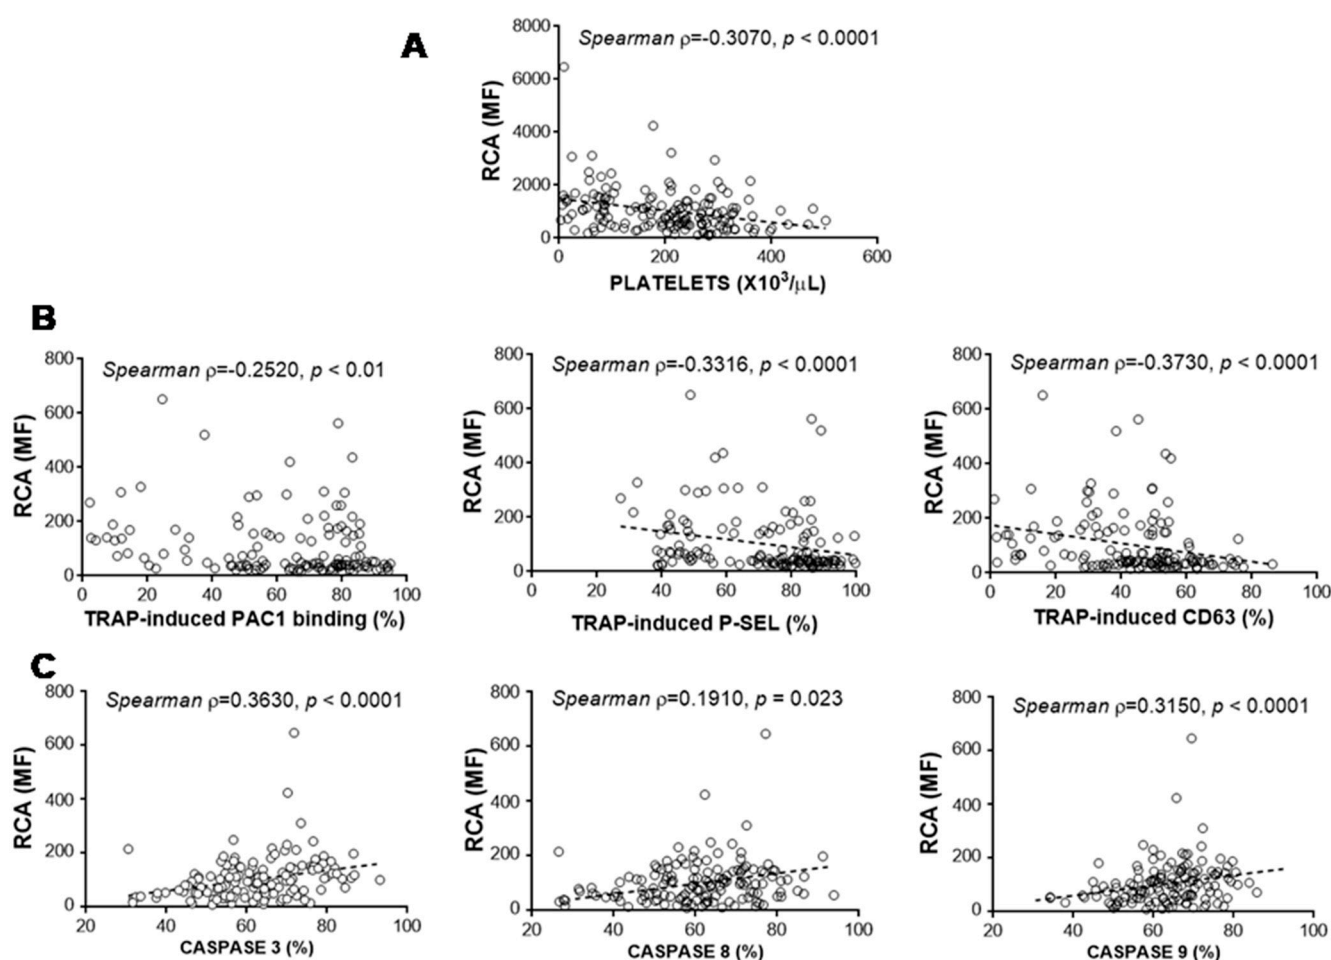 A
Spearman ρ=-0.3070, p < 0.0001
RCA (MF)
8000
6000
4000
2000
0
0 200 400 600
PLATELETS (X10³/μL)
B
Spearman ρ=-0.2520, p < 0.01
RCA (MF)
800
600
400
200
0
0 20 40 60 80 100
TRAP-induced PAC1 binding (%)
Spearman ρ=-0.3316, p < 0.0001
RCA (MF)
800
600
400
200
0
0 20 40 60 80 100
TRAP-induced P-SEL (%)
Spearman ρ=-0.3730, p < 0.0001
RCA (MF)
800
600
400
200
0
0 20 40 60 80 100
TRAP-induced CD63 (%)
C
Spearman ρ=0.3630, p < 0.0001
RCA (MF)
800
600
400
200
0
20 40 60 80 100
CASPASE 3 (%)
Spearman ρ=0.1910, p = 0.023
RCA (MF)
800
600
400
200
0
20 40 60 80 100
CASPASE 8 (%)
Spearman ρ=0.3150, p < 0.0001
RCA (MF)
800
600
400
200
0
20 40 60 80 100
CASPASE 9 (%)